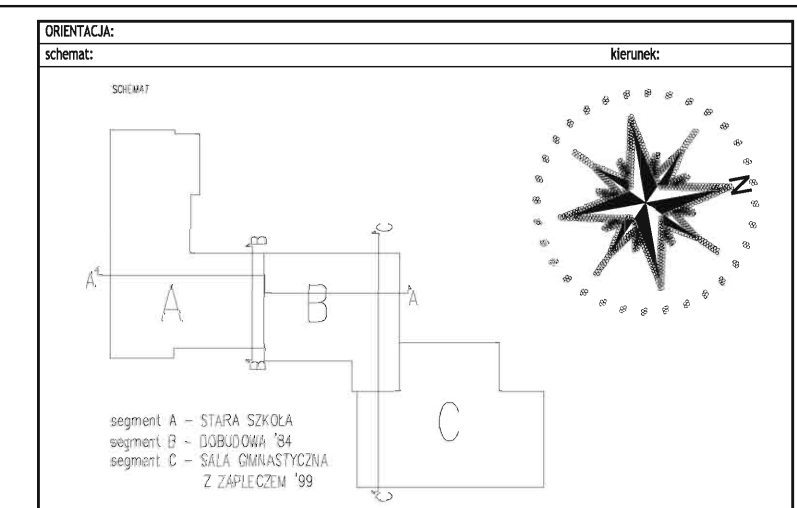 ORIENTACJA:
schemat:
kierunek:
SCHEMAT
N
C
B
A
A
B
A
B
C
C
segment A - STARA SZKOŁA
segment B - DOBUDOWA '84
segment C - SALA GIMNASTYCZNA
Z ZAPLECZEM '99